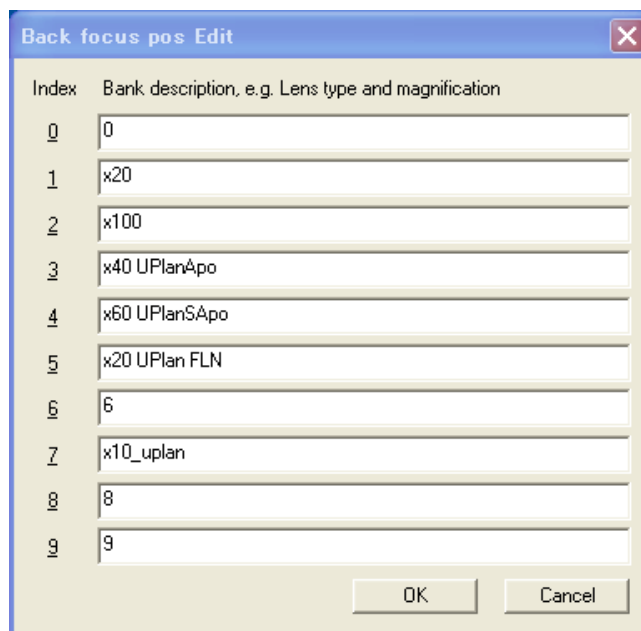 Back focus pos Edit
Index Bank description, e.g. Lens type and magnification
0 0
1 x20
2 x100
3 x40 UPlanApo
4 x60 UPlanSApo
5 x20 UPlan FLN
6 6
7 x10_uplan
8 8
9 9
OK Cancel